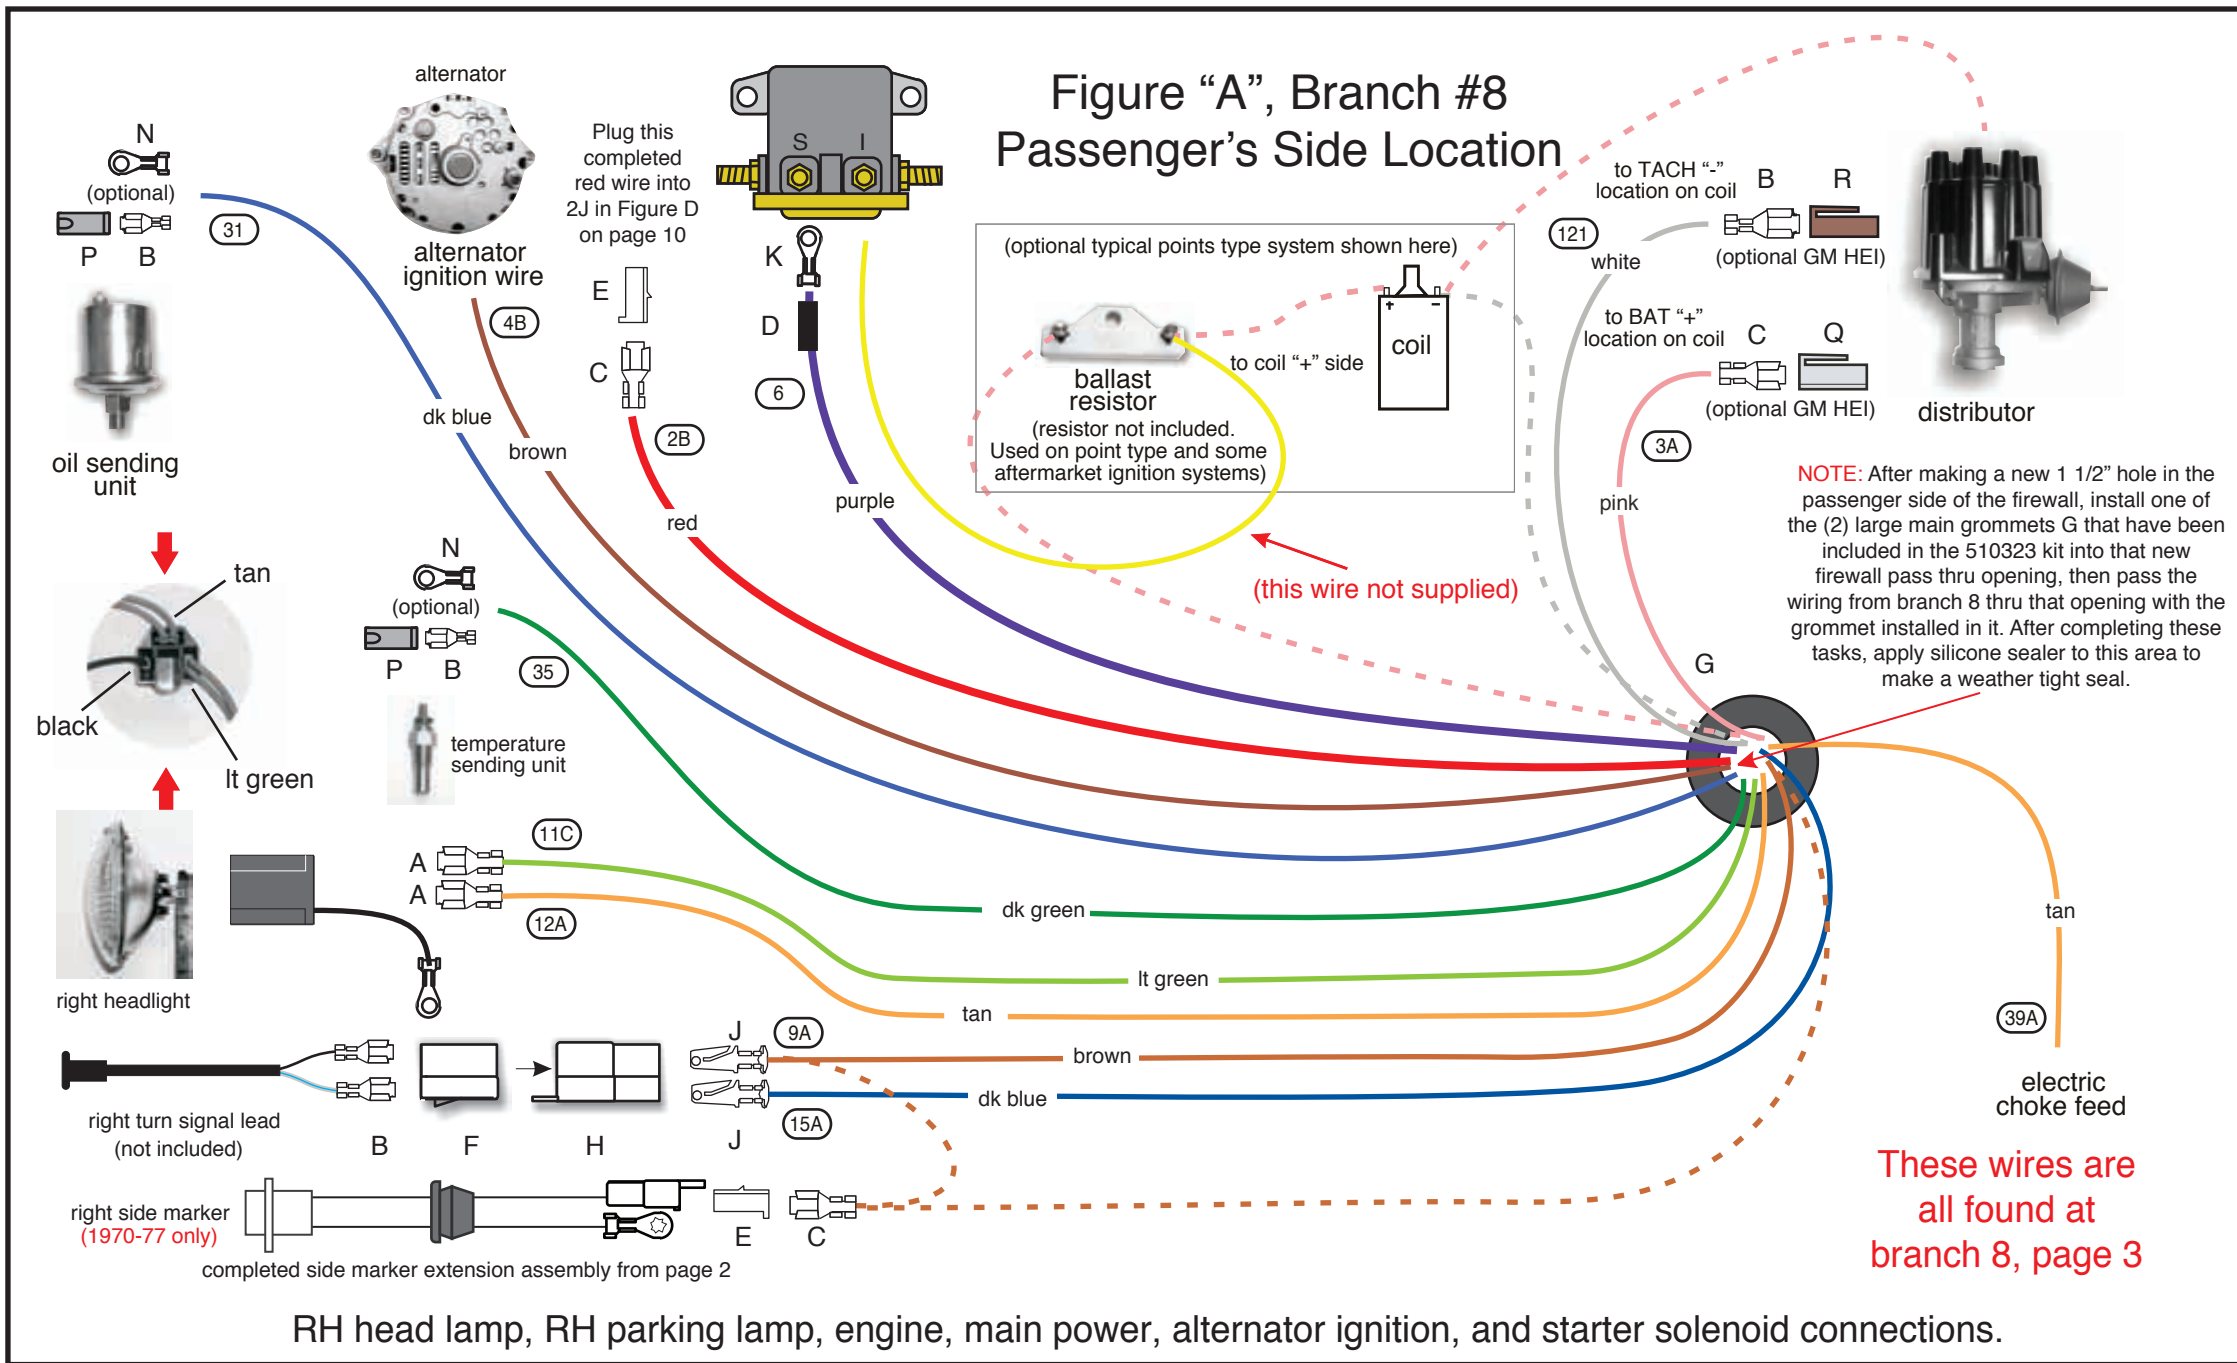 Figure “A”, Branch #8
Passenger’s Side Location
alternator
N
(optional)
P
B
31
oil sending
unit
alternator
ignition wire
4B
Plug this
completed
red wire into
2J in Figure D
on page 10
E
C
2B
S
I
K
D
6
(optional typical points type system shown here)
+
-
coil
to coil “+” side
ballast
resistor
(resistor not included.
Used on point type and some
aftermarket ignition systems)
to TACH “-”
location on coil
B
R
121
white
(optional GM HEI)
to BAT “+”
location on coil
C
Q
(optional GM HEI)
3A
pink
distributor
dk blue
brown
red
purple
(this wire not supplied)
NOTE: After making a new 1 1/2” hole in the
passenger side of the firewall, install one of
the (2) large main grommets G that have been
included in the 510323 kit into that new
firewall pass thru opening, then pass the
wiring from branch 8 thru that opening with the
grommet installed in it. After completing these
tasks, apply silicone sealer to this area to
make a weather tight seal.
G
tan
black
lt green
N
(optional)
P
B
35
temperature
sending unit
right headlight
A
11C
A
12A
dk green
lt green
tan
J
9A
brown
dk blue
15A
J
right turn signal lead
(not included)
B
F
H
right side marker
(1970-77 only)
E
C
completed side marker extension assembly from page 2
tan
39A
electric
choke feed
These wires are
all found at
branch 8, page 3
RH head lamp, RH parking lamp, engine, main power, alternator ignition, and starter solenoid connections.